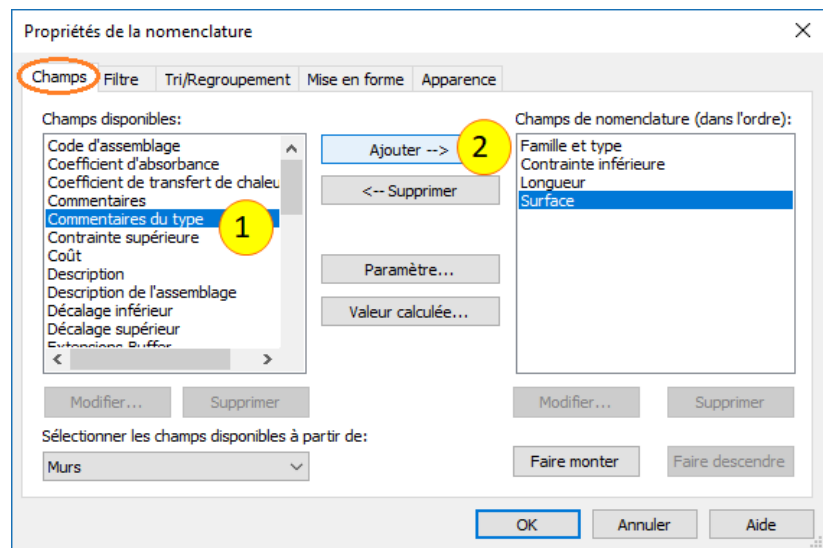 Propriétés de la nomenclature
Champs Filtre Tri/Regroupement Mise en forme Apparence
Champs disponibles:
Code d'assemblage
Coefficient d'absorbance
Coefficient de transfert de chaleu
Commentaires
Commentaires du type
Contrainte supérieure
Coût
Description
Description de l'assemblage
Décalage inférieur
Décalage supérieur
Extensions Buffer
1
Ajouter -->
2
<-- Supprimer
Paramètre...
Valeur calculée...
Champs de nomenclature (dans l'ordre):
Famille et type
Contrainte inférieure
Longueur
Surface
Modifier... Supprimer
Modifier... Supprimer
Sélectionner les champs disponibles à partir de:
Murs
Faire monter Faire descendre
OK Annuler Aide